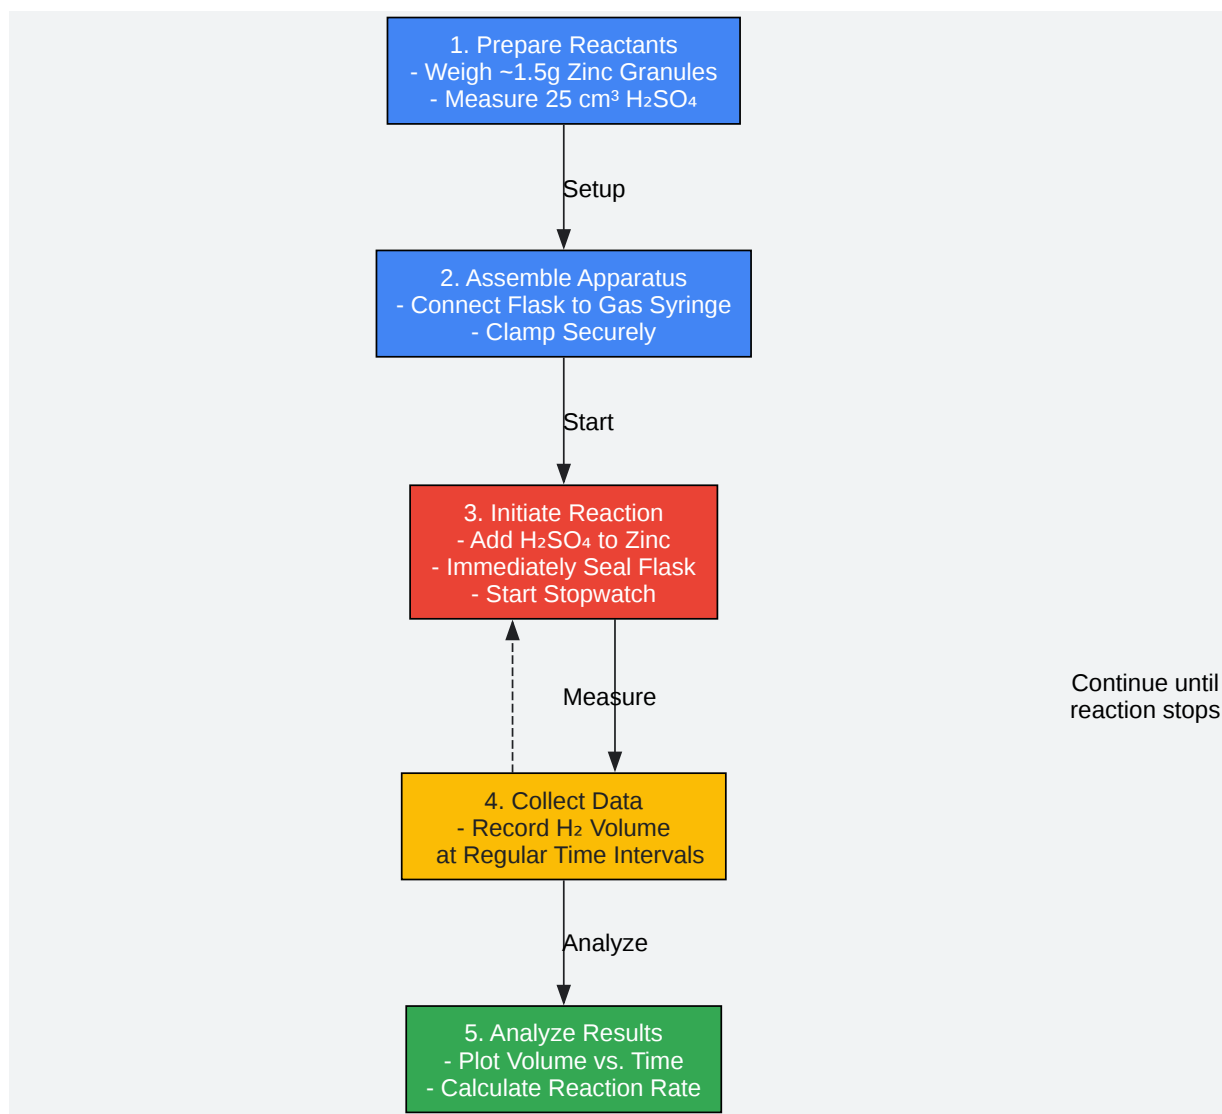 1. Prepare Reactants
- Weigh ~1.5g Zinc Granules
- Measure 25 cm³ H₂SO₄
Setup
2. Assemble Apparatus
- Connect Flask to Gas Syringe
- Clamp Securely
Start
3. Initiate Reaction
- Add H₂SO₄ to Zinc
- Immediately Seal Flask
- Start Stopwatch
Measure
Continue until
reaction stops
4. Collect Data
- Record H₂ Volume
at Regular Time Intervals
Analyze
5. Analyze Results
- Plot Volume vs. Time
- Calculate Reaction Rate